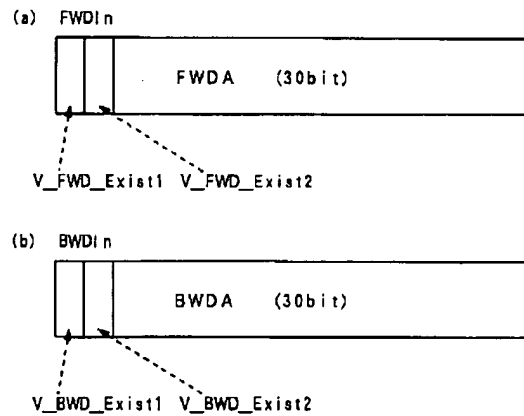 (a) FWDIn
FWDA (30bit)
V_FWD_Exist1 V_FWD_Exist2
(b) BWDIn
BWDA (30bit)
V_BWD_Exist1 V_BWD_Exist2